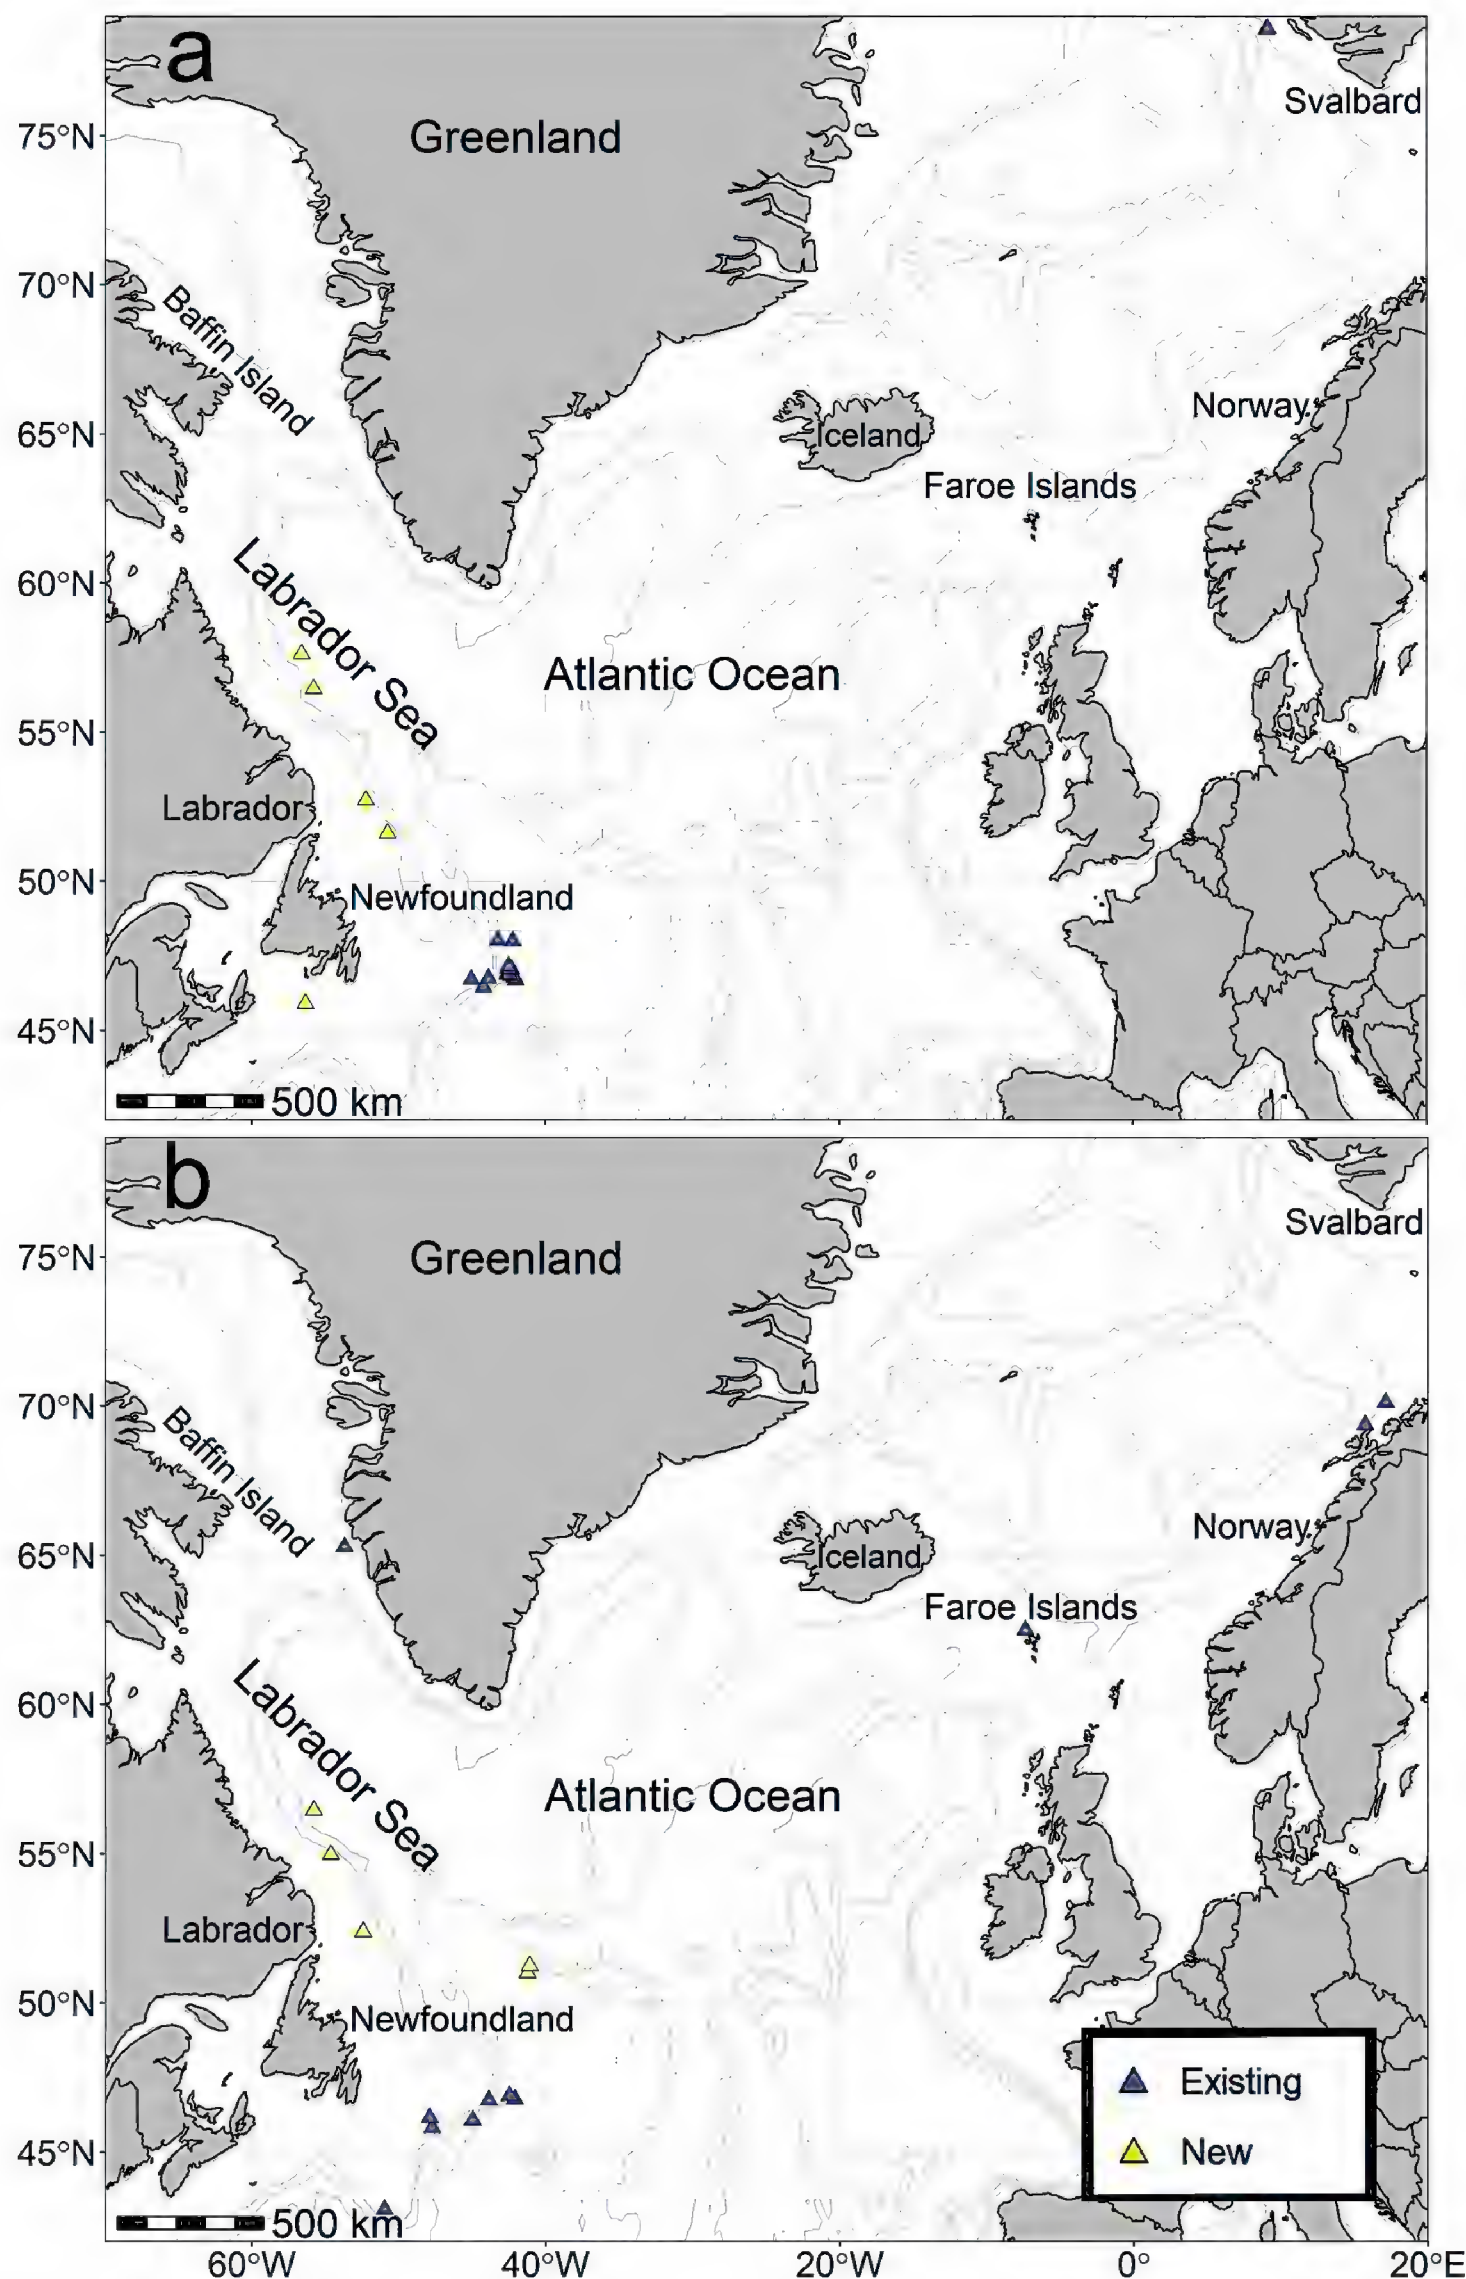 a
Svalbard
75°N
Greenland
70°N
Baffin Island
Norway
65°N
Iceland
Faroe Islands
60°N
Labrador Sea
Atlantic Ocean
55°N
Labrador
50°N
Newfoundland
45°N
500 km
b
Svalbard
75°N
Greenland
70°N
Baffin Island
Norway
65°N
Iceland
Faroe Islands
60°N
Labrador Sea
Atlantic Ocean
55°N
Labrador
50°N
Newfoundland
Existing
New
45°N
500 km
60°W
40°W
20°W
0°
20°E